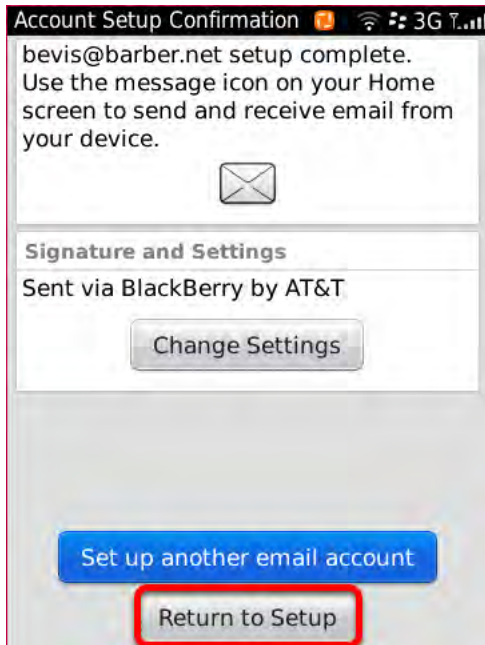 Account Setup Confirmation 3G
bevis@barber.net setup complete.
Use the message icon on your Home
screen to send and receive email from
your device.
Signature and Settings
Sent via BlackBerry by AT&T
Change Settings
Set up another email account
Return to Setup